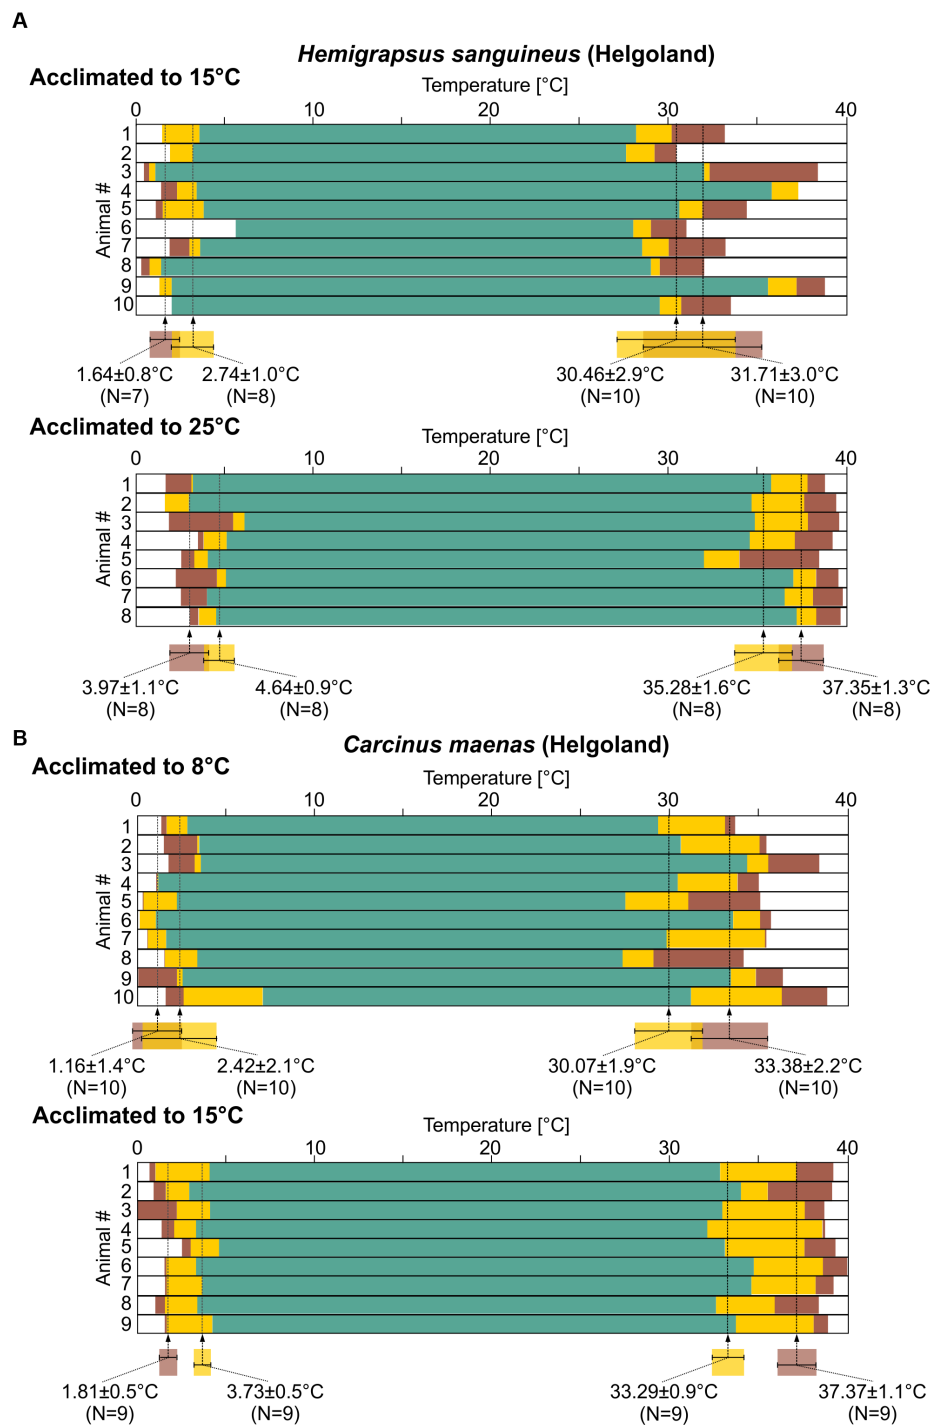 A
Hemigrapsus sanguineus (Helgoland)
Acclimated to 15°C
Temperature [°C]
0 10 20 30 40
Animal #
1
2
3
4
5
6
7
8
9
10
1.64±0.8°C 2.74±1.0°C 30.46±2.9°C 31.71±3.0°C
(N=7) (N=8) (N=10) (N=10)
Acclimated to 25°C
Temperature [°C]
0 10 20 30 40
Animal #
1
2
3
4
5
6
7
8
3.97±1.1°C 4.64±0.9°C 35.28±1.6°C 37.35±1.3°C
(N=8) (N=8) (N=8) (N=8)
B
Carcinus maenas (Helgoland)
Acclimated to 8°C
Temperature [°C]
0 10 20 30 40
Animal #
1
2
3
4
5
6
7
8
9
10
1.16±1.4°C 2.42±2.1°C 30.07±1.9°C 33.38±2.2°C
(N=10) (N=10) (N=10) (N=10)
Acclimated to 15°C
Temperature [°C]
0 10 20 30 40
Animal #
1
2
3
4
5
6
7
8
9
1.81±0.5°C 3.73±0.5°C 33.29±0.9°C 37.37±1.1°C
(N=9) (N=9) (N=9) (N=9)